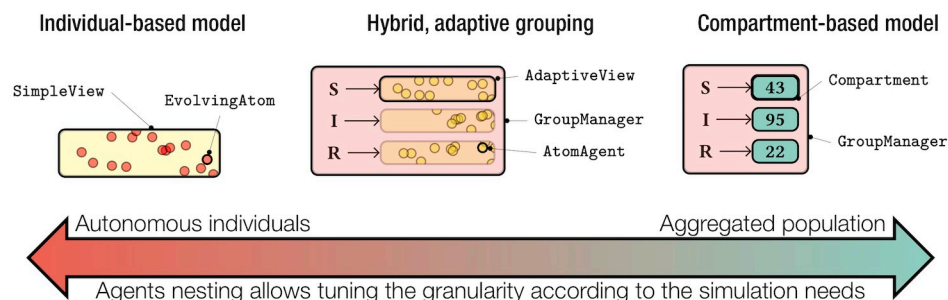 Individual-based model
Hybrid, adaptive grouping
Compartment-based model
SimpleView
EvolvingAtom
S
I
R
AdaptiveView
GroupManager
AtomAgent
S
43
I
95
R
22
Compartment
GroupManager
Autonomous individuals
Aggregated population
Agents nesting allows tuning the granularity according to the simulation needs